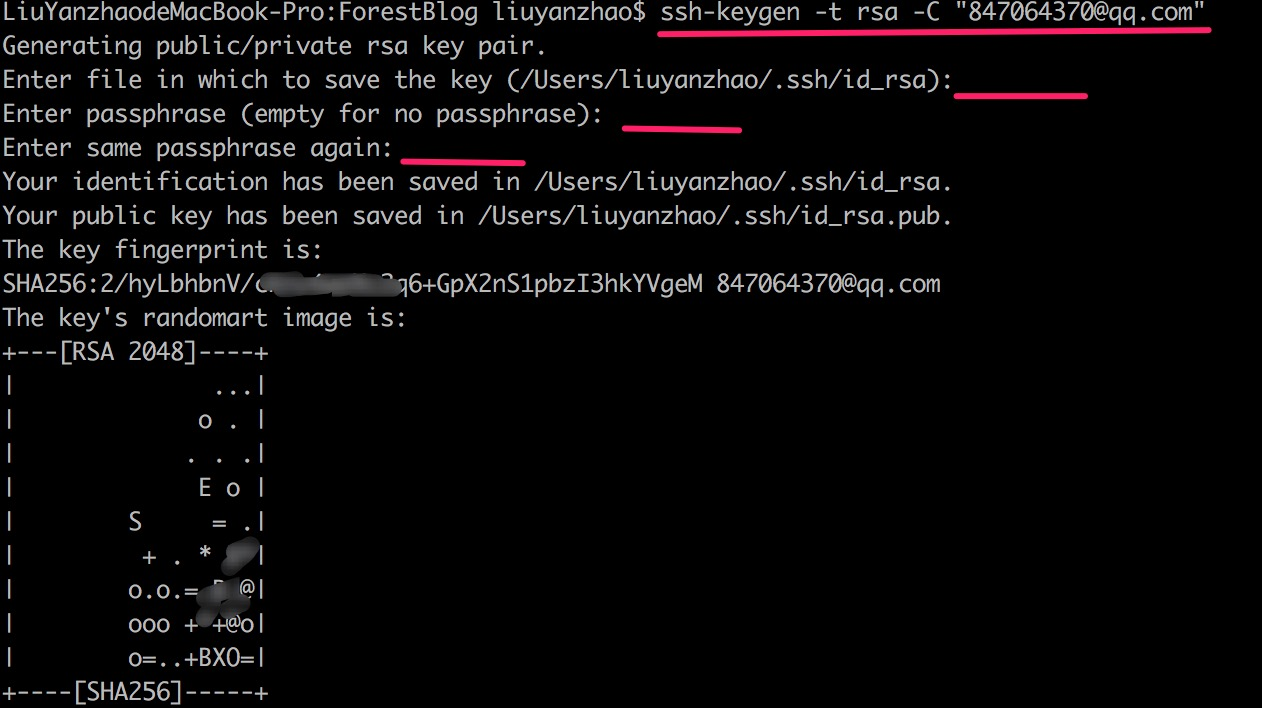 LiuYanzhaodeMacBook-Pro:ForestBlog liuyanzhao$ ssh-keygen -t rsa -C "847064370@qq.com"
Generating public/private rsa key pair.
Enter file in which to save the key (/Users/liuyanzhao/.ssh/id_rsa):
Enter passphrase (empty for no passphrase):
Enter same passphrase again:
Your identification has been saved in /Users/liuyanzhao/.ssh/id_rsa.
Your public key has been saved in /Users/liuyanzhao/.ssh/id_rsa.pub.
The key fingerprint is:
SHA256:2/hyLbhbnV/ q6+GpX2nS1pbzI3hkYVgeM 847064370@qq.com
The key's randomart image is:
+---[RSA 2048]----+
|              ...|
|             o . |
|            . . .|
|             E o |
|        S     = .|
|         + . *   |
|        o.o.=   @|
|        ooo + +@o|
|        o=..+BXO=|
+----[SHA256]-----+